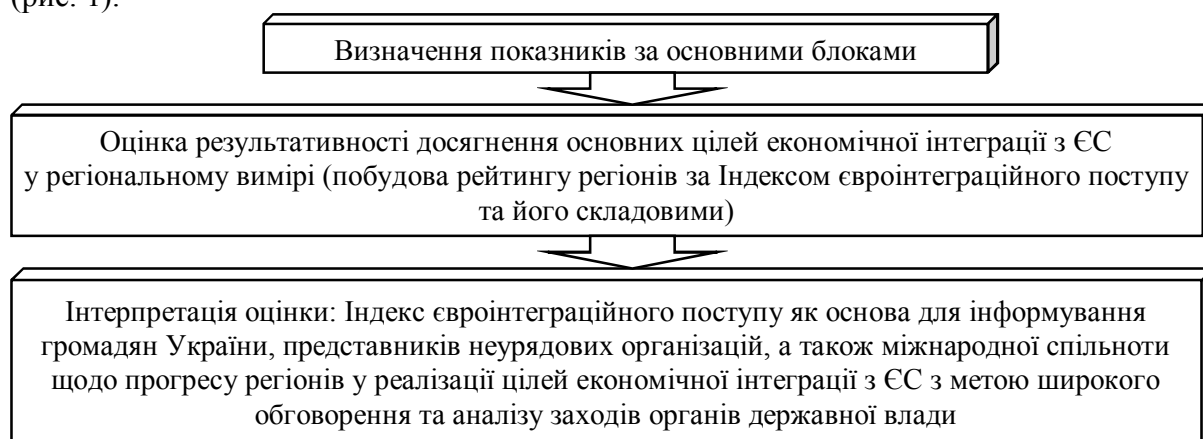 (рис. 1).
Визначення показників за основними блоками
Оцінка результативності досягнення основних цілей економічної інтеграції з ЄС
у регіональному вимірі (побудова рейтингу регіонів за Індексом євроінтеграційного поступу
та його складовими)
Інтерпретація оцінки: Індекс євроінтеграційного поступу як основа для інформування
громадян України, представників неурядових організацій, а також міжнародної спільноти
щодо прогресу регіонів у реалізації цілей економічної інтеграції з ЄС з метою широкого
обговорення та аналізу заходів органів державної влади